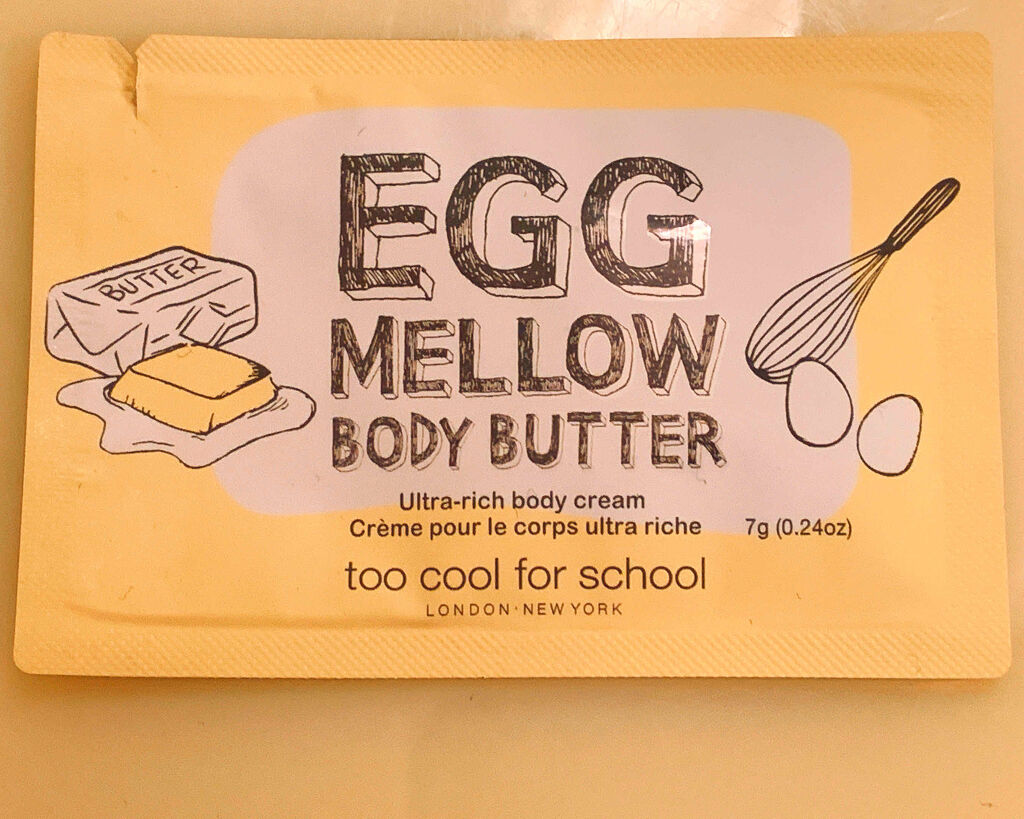 EGG
MELLOW
BODY BUTTER
BUTTER
Ultra-rich body cream
Crème pour le corps ultra riche 7g (0.24oz)
too cool for school
LONDON·NEW YORK